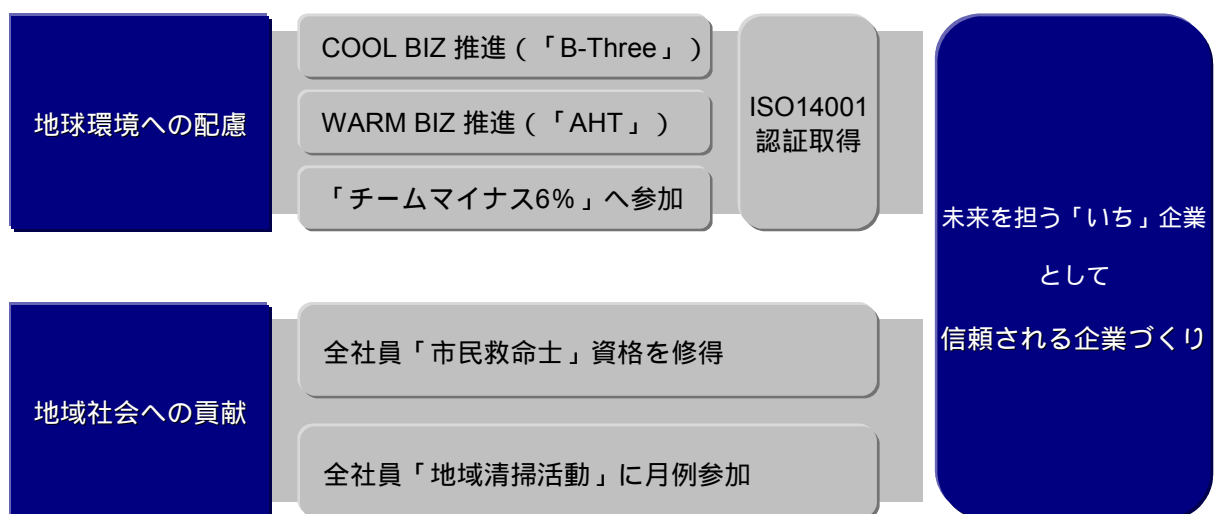 地球環境への配慮
COOL BIZ 推進(「B-Three」)
WARM BIZ 推進(「AHT」)
「チームマイナス6%」へ参加
ISO14001
認証取得
地域社会への貢献
全社員「市民救命士」資格を修得
全社員「地域清掃活動」に月例参加
未来を担う「いち」企業
として
信頼される企業づくり